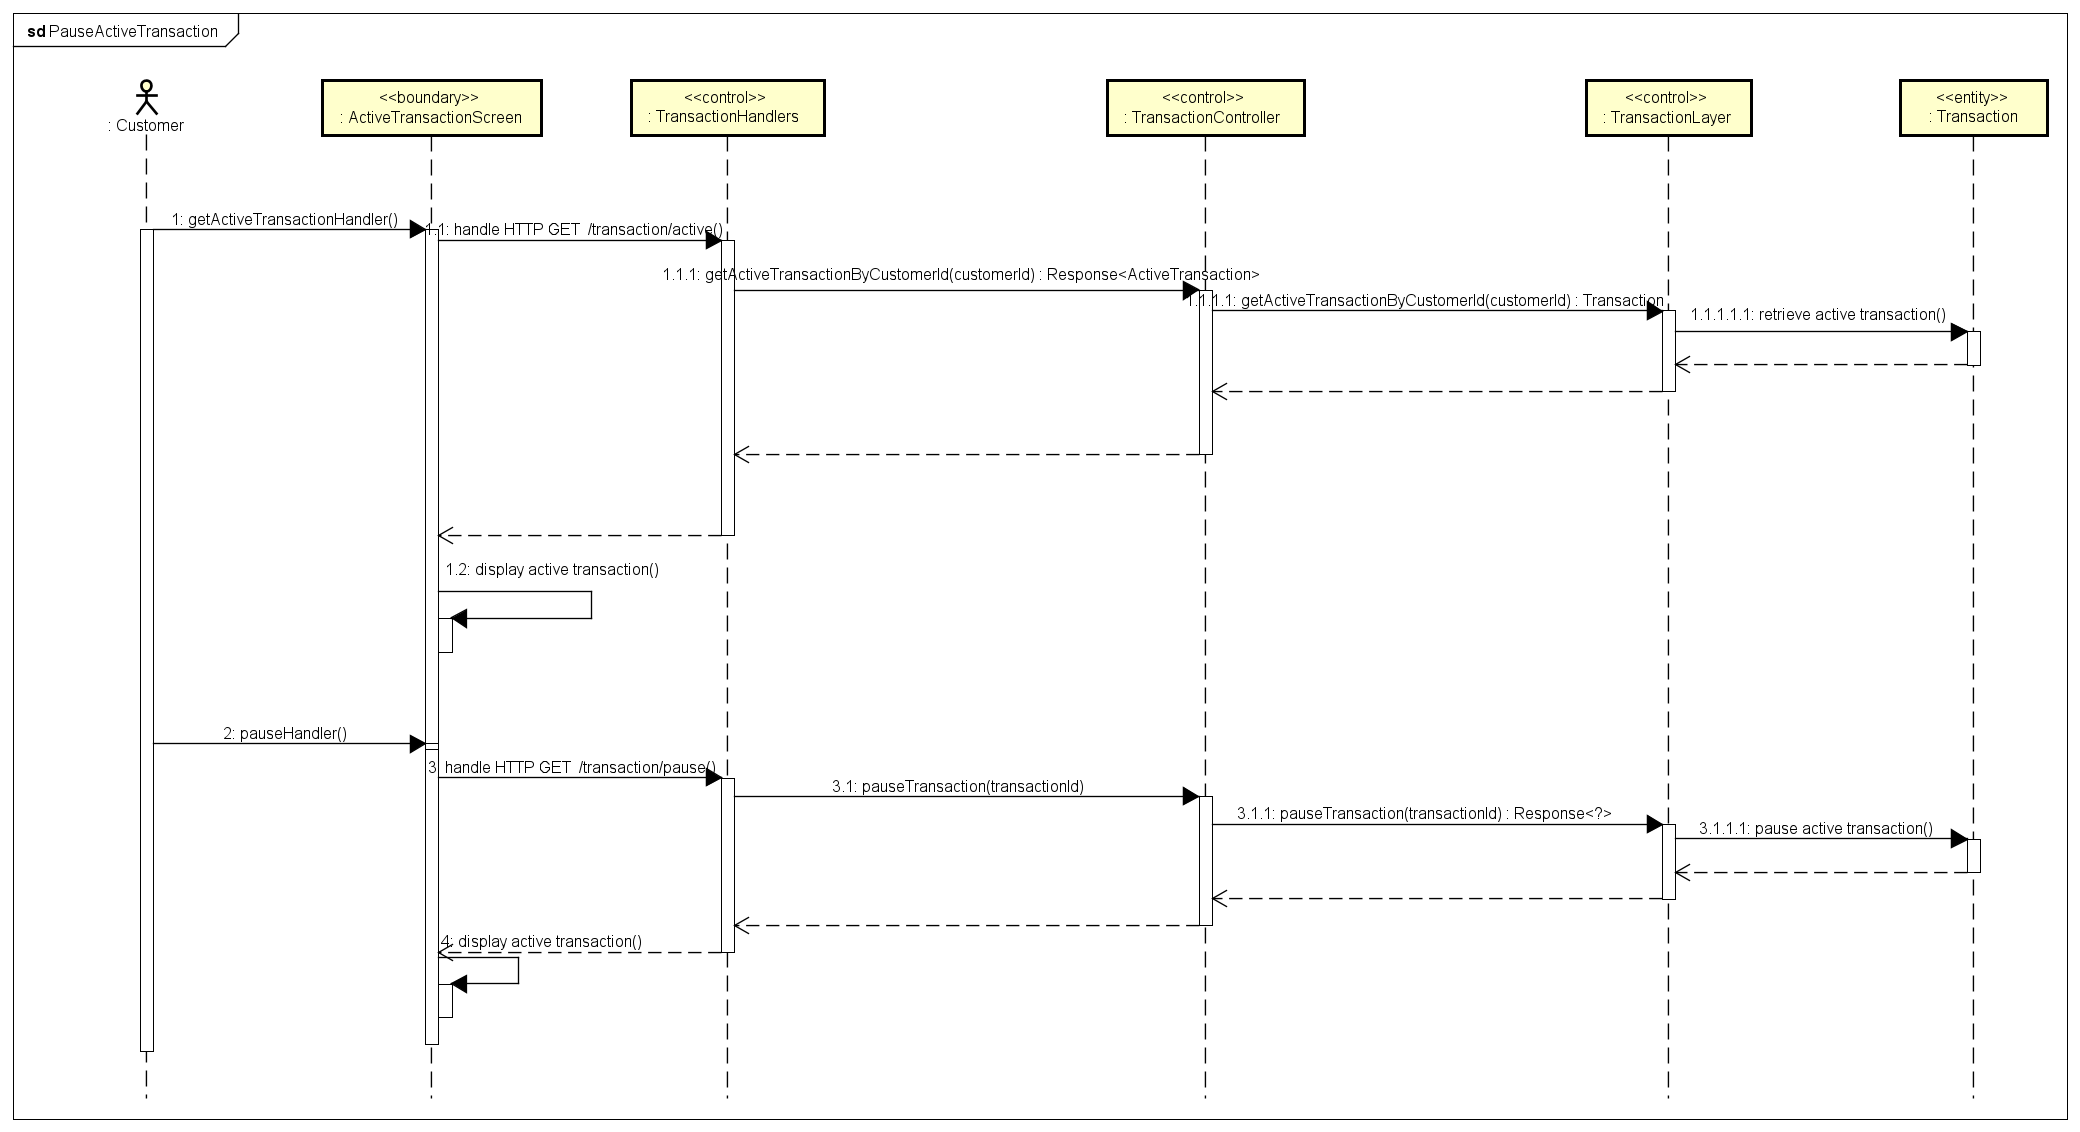 sd PauseActiveTransaction
: Customer
<<boundary>>
: ActiveTransactionScreen
<<control>>
: TransactionHandlers
<<control>>
: TransactionController
<<control>>
: TransactionLayer
<<entity>>
: Transaction
1: getActiveTransactionHandler()
1.1: handle HTTP GET  /transaction/active()
1.1.1: getActiveTransactionByCustomerId(customerId) : Response<ActiveTransaction>
1.1.1.1: getActiveTransactionByCustomerId(customerId) : Transaction
1.1.1.1.1: retrieve active transaction()
1.2: display active transaction()
2: pauseHandler()
3: handle HTTP GET  /transaction/pause()
3.1: pauseTransaction(transactionId)
3.1.1: pauseTransaction(transactionId) : Response<?>
3.1.1.1: pause active transaction()
4: display active transaction()